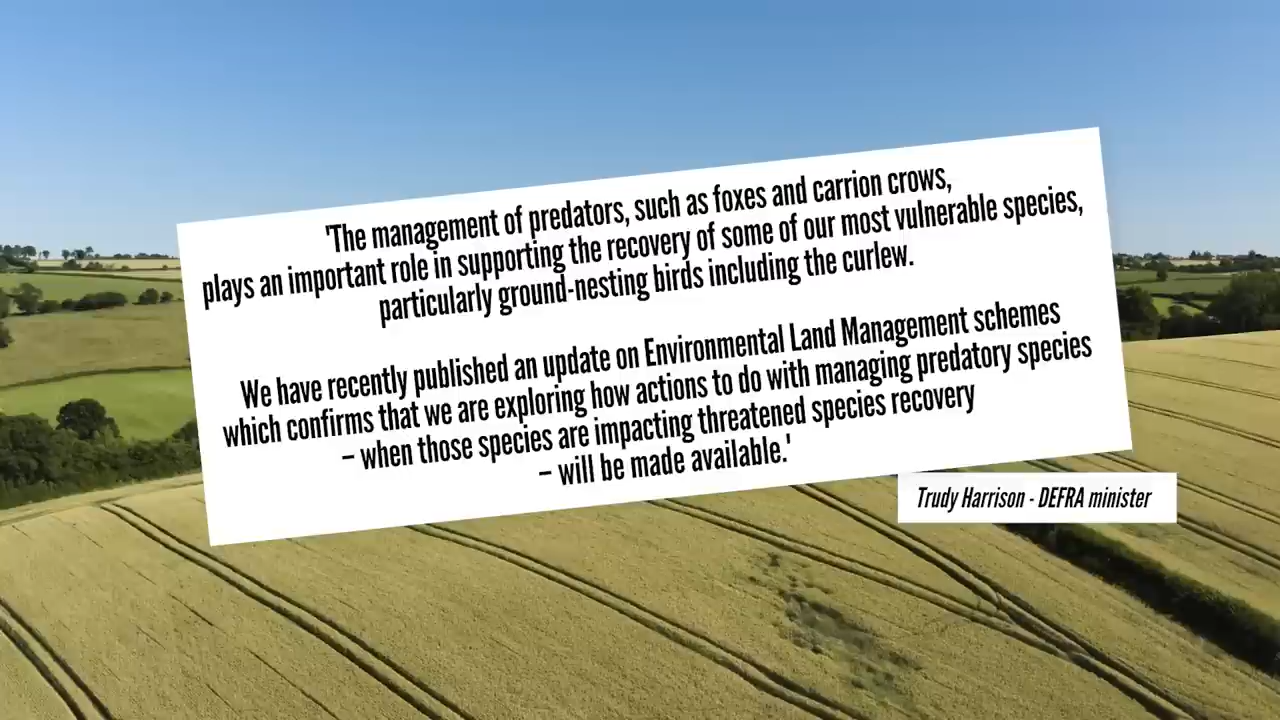 'The management of predators, such as foxes and carrion crows,
plays an important role in supporting the recovery of some of our most vulnerable species,
particularly ground-nesting birds including the curlew.
We have recently published an update on Environmental Land Management schemes
which confirms that we are exploring how actions to do with managing predatory species
– when those species are impacting threatened species recovery
– will be made available.'
Trudy Harrison - DEFRA minister